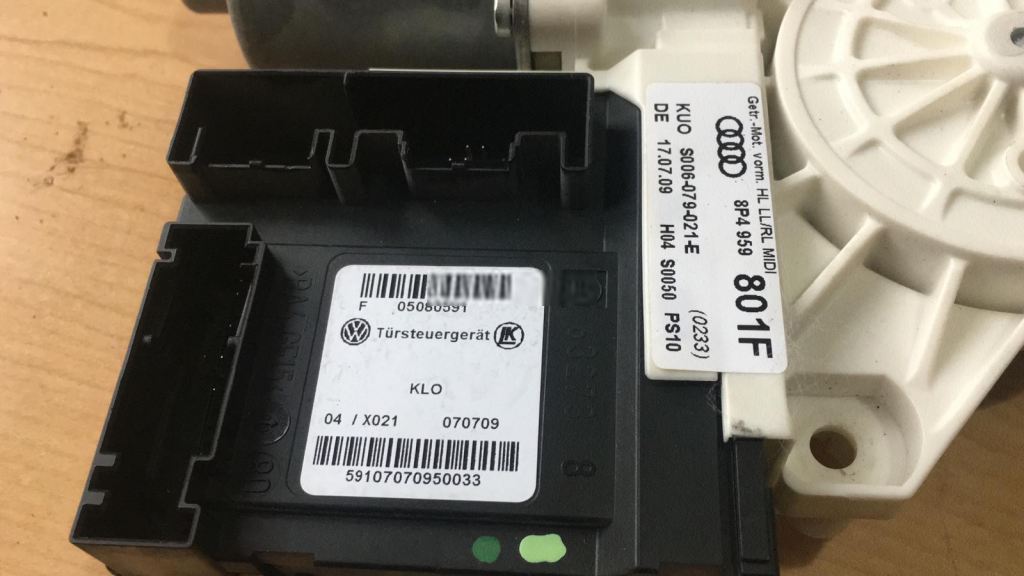 F 05080591
Türsteuergerät
KLO
04 / X021 070709
59107070950033
Getr.-Mot. vorm. HL LL/RL MIDI
8P4 959 801F
(0233)
KUO S006-079-021-E
DE 17.07.09 H04 S0050 PS10